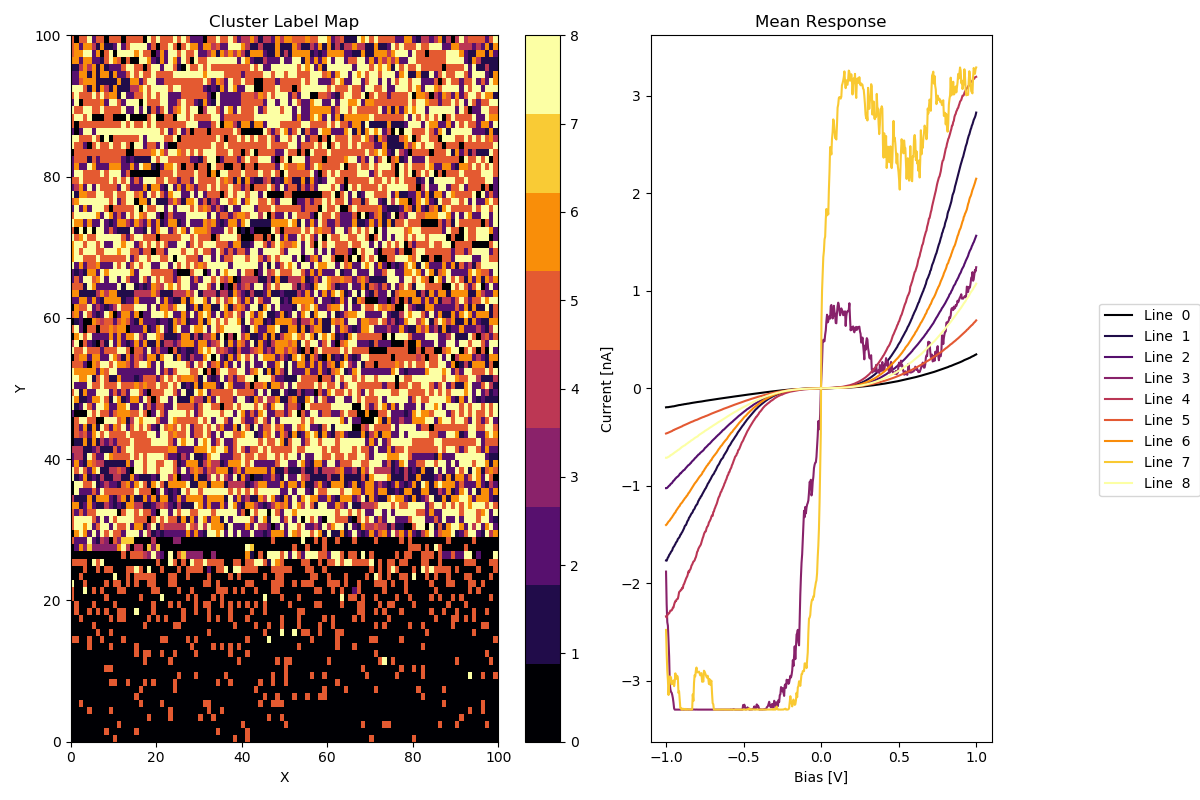 Cluster Label Map
Mean Response
100
80
60
40
20
0
Y
0 20 40 60 80 100
X
8
7
6
5
4
3
2
1
0
Current [nA]
3
2
1
0
−1
−2
−3
−1.0 −0.5 0.0 0.5 1.0
Bias [V]
Line 0
Line 1
Line 2
Line 3
Line 4
Line 5
Line 6
Line 7
Line 8